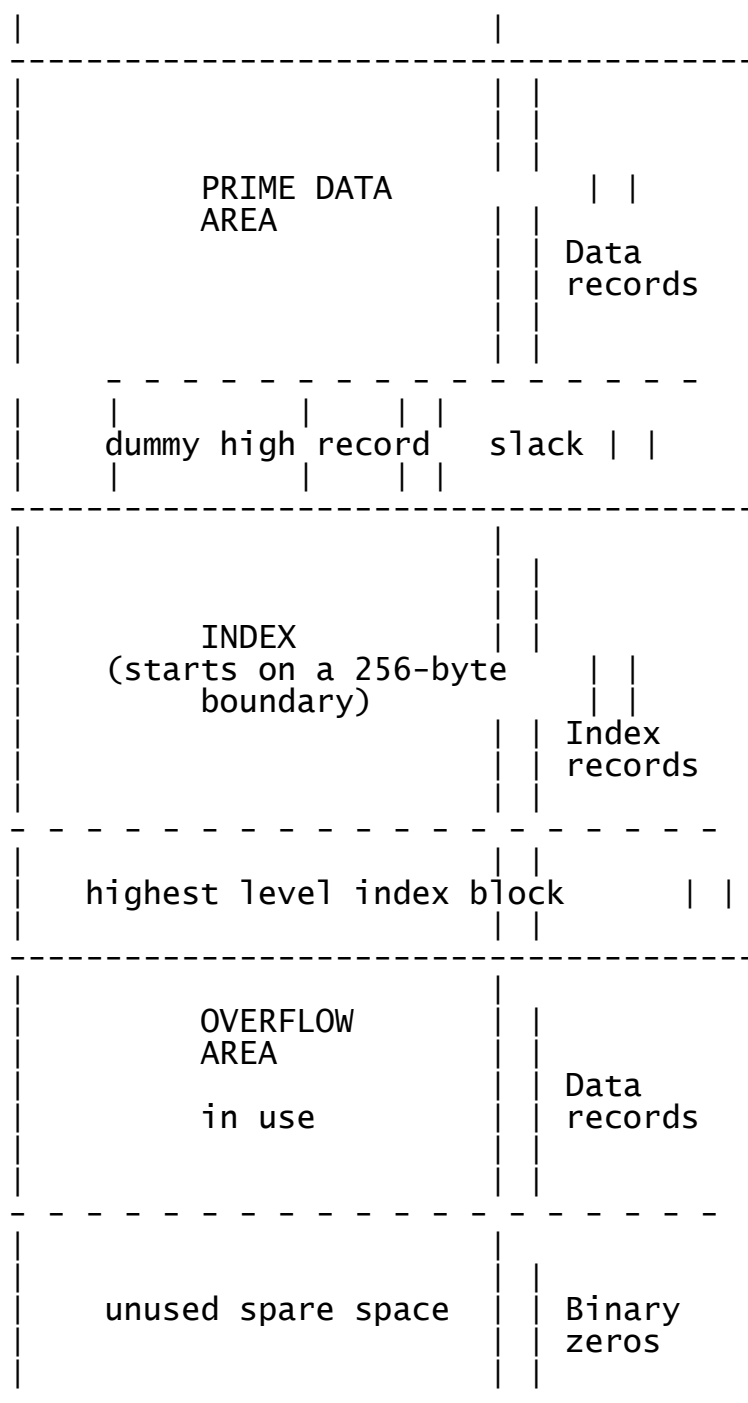 PRIME DATA
AREA
Data
records
dummy high record slack
INDEX
(starts on a 256-byte
boundary)
Index
records
highest level index block
OVERFLOW
AREA
Data
in use records
unused spare space Binary
zeros